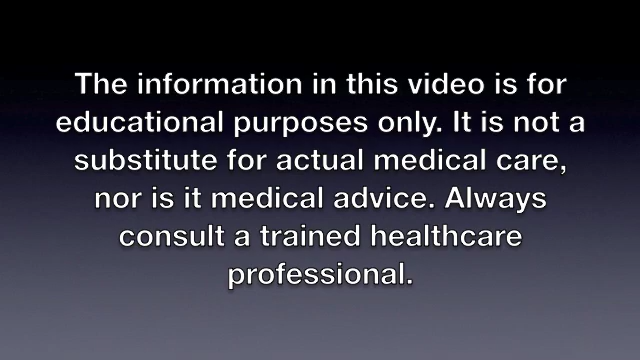 The information in this video is for
educational purposes only. It is not a
substitute for actual medical care,
nor is it medical advice. Always
consult a trained healthcare
professional.